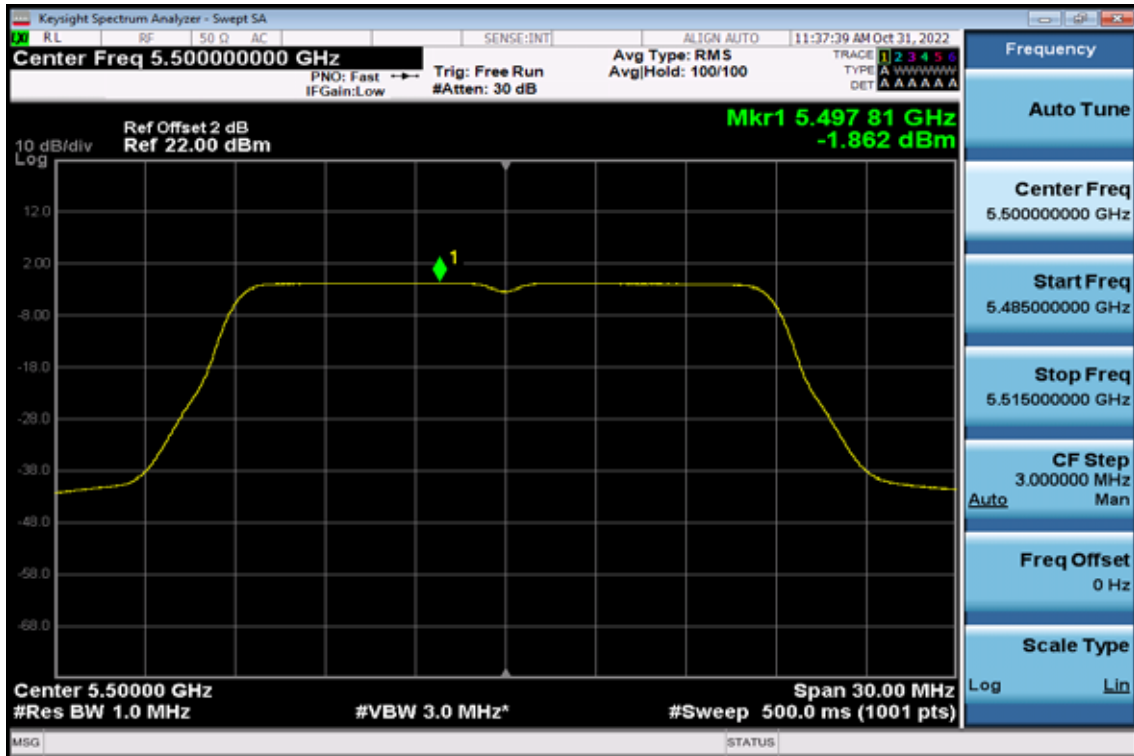 Keysight Spectrum Analyzer - Swept SA
RL RF 50 Ω AC SENSE:INT ALIGN AUTO 11:37:39 AM Oct 31, 2022
Center Freq 5.500000000 GHz
PNO: Fast
IFGain:Low
Trig: Free Run
#Atten: 30 dB
Avg Type: RMS
Avg|Hold: 100/100
TRACE 1 2 3 4 5 6
TYPE A WWWWW
DET A A A A A A
Frequency
Mkr1 5.497 81 GHz
-1.862 dBm
Ref Offset 2 dB
10 dB/div Ref 22.00 dBm
Log
12.0
2.00
-8.00
-18.0
-28.0
-38.0
-48.0
-58.0
-68.0
1
Center 5.50000 GHz Span 30.00 MHz
#Res BW 1.0 MHz #VBW 3.0 MHz* #Sweep 500.0 ms (1001 pts)
MSG STATUS
Auto Tune
Center Freq
5.500000000 GHz
Start Freq
5.485000000 GHz
Stop Freq
5.515000000 GHz
CF Step
3.000000 MHz
Auto Man
Freq Offset
0 Hz
Scale Type
Log Lin